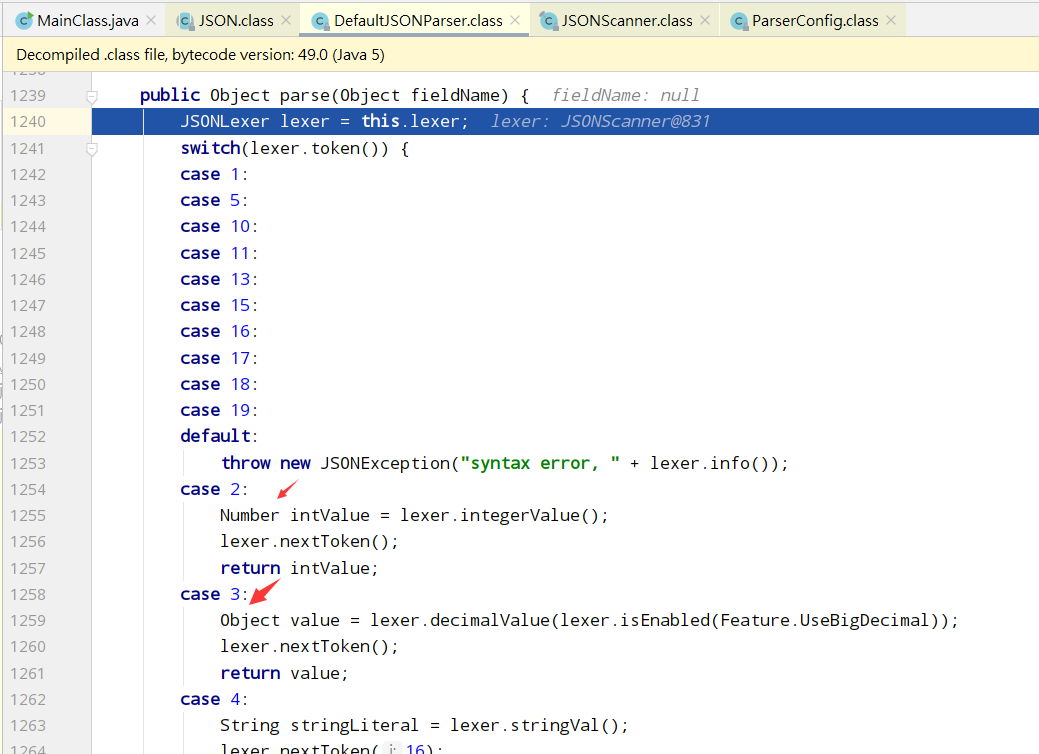 MainClass.java JSON.class DefaultJSONParser.class JSONScanner.class ParserConfig.class
Decompiled .class file, bytecode version: 49.0 (Java 5)
1238
1239 public Object parse(Object fieldName) { fieldName: null
1240 JSONLexer lexer = this.lexer; lexer: JSONScanner@831
1241 switch(lexer.token()) {
1242 case 1:
1243 case 5:
1244 case 10:
1245 case 11:
1246 case 13:
1247 case 15:
1248 case 16:
1249 case 17:
1250 case 18:
1251 case 19:
1252 default:
1253 throw new JSONException("syntax error, " + lexer.info());
1254 case 2:
1255 Number intValue = lexer.integerValue();
1256 lexer.nextToken();
1257 return intValue;
1258 case 3:
1259 Object value = lexer.decimalValue(lexer.isEnabled(Feature.UseBigDecimal));
1260 lexer.nextToken();
1261 return value;
1262 case 4:
1263 String stringLiteral = lexer.stringVal();
1264 lexer.nextToken( i: 16);